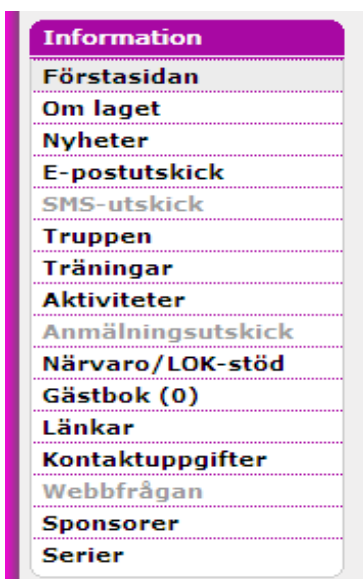 Information
Förstasidan
Om laget
Nyheter
E-postutskick
SMS-utskick
Truppen
Träningar
Aktiviteter
Anmälningsutskick
Närvaro/LOK-stöd
Gästbok (0)
Länkar
Kontaktuppgifter
Webbfrågan
Sponsorer
Serier